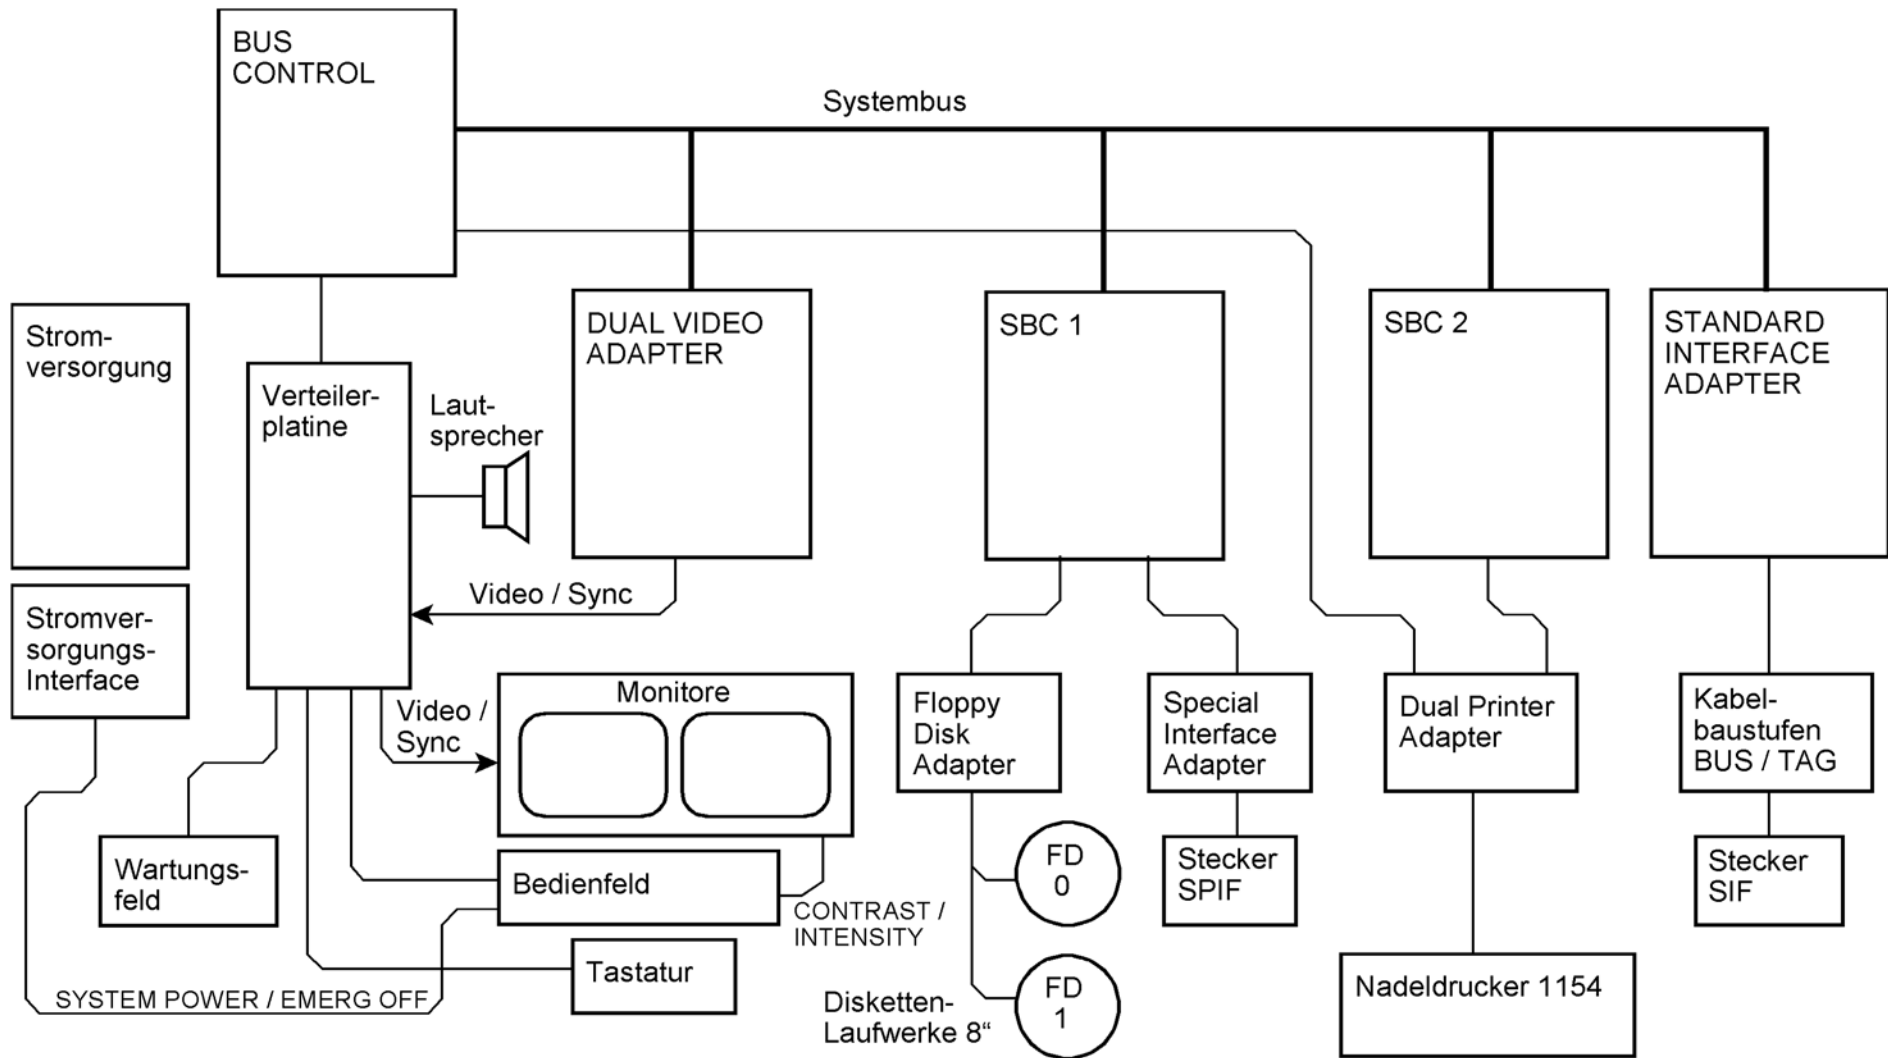 BUS
CONTROL
Systembus
Strom-
versorgung
Verteiler-
platine
Laut-
sprecher
DUAL VIDEO
ADAPTER
SBC 1
SBC 2
STANDARD
INTERFACE
ADAPTER
Video / Sync
Stromver-
sorgungs-
Interface
Video /
Sync
Monitore
Floppy
Disk
Adapter
Special
Interface
Adapter
Dual Printer
Adapter
Kabel-
baustufen
BUS / TAG
Wartungs-
feld
Bedienfeld
CONTRAST /
INTENSITY
FD
0
Stecker
SPIF
Stecker
SIF
Tastatur
SYSTEM POWER / EMERG OFF
Disketten-
Laufwerke 8“
FD
1
Nadeldrucker 1154